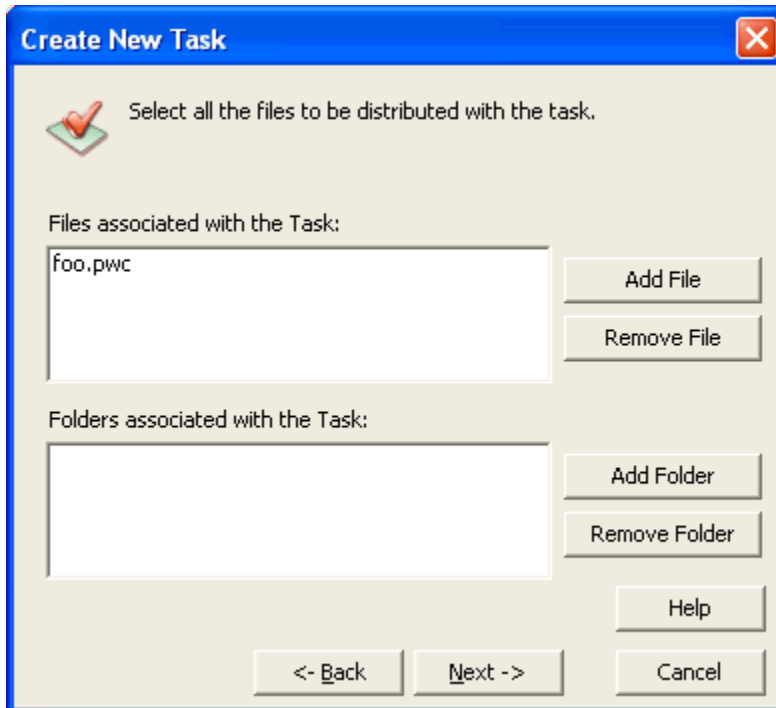 Create New Task
Select all the files to be distributed with the task.
Files associated with the Task:
foo.pwc
Add File
Remove File
Folders associated with the Task:
Add Folder
Remove Folder
Help
<- Back
Next ->
Cancel